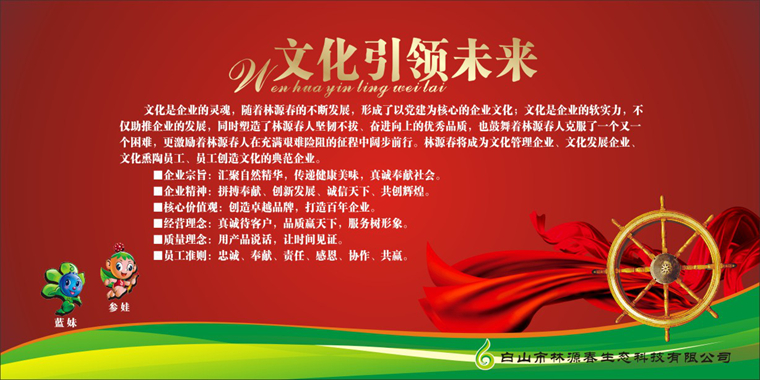 文化引领未来
Wen hua yin ling wei lai
文化是企业的灵魂，随着林源春的不断发展，形成了以党建为核心的企业文化；文化是企业的软实力，不
仅助推企业的发展，同时塑造了林源春人坚韧不拔、奋进向上的优秀品质，也鼓舞着林源春人克服了一个又一
个困难，更激励着林源春人在充满艰难险阻的征程中阔步前行。林源春将成为文化管理企业、文化发展企业、
文化熏陶员工、员工创造文化的典范企业。
■企业宗旨：汇聚自然精华，传递健康美味，真诚奉献社会。
■企业精神：拼搏奉献、创新发展、诚信天下、共创辉煌。
■核心价值观：创造卓越品牌，打造百年企业。
■经营理念：真诚待客户，品质赢天下，服务树形象。
■质量理念：用产品说话，让时间见证。
■员工准则：忠诚、奉献、责任、感恩、协作、共赢。
蓝妹
参娃
白山市林源春生态科技有限公司